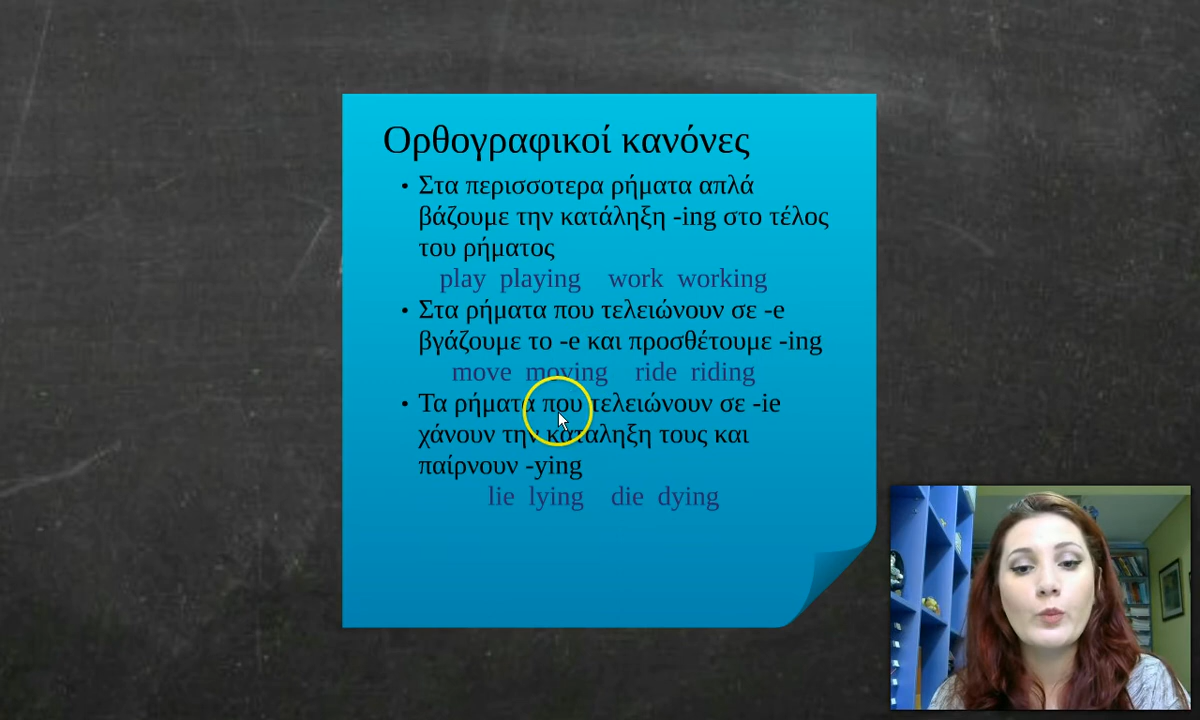 Ορθογραφικοί κανόνες
• Στα περισσοτερα ρήματα απλά
βάζουμε την κατάληξη -ing στο τέλος
του ρήματος
play playing work working
• Στα ρήματα που τελειώνουν σε -e
βγάζουμε το -e και προσθέτουμε -ing
move moving ride riding
• Τα ρήματα που τελειώνουν σε -ie
χάνουν την καταληξη τους και
παίρνουν -ying
lie lying die dying